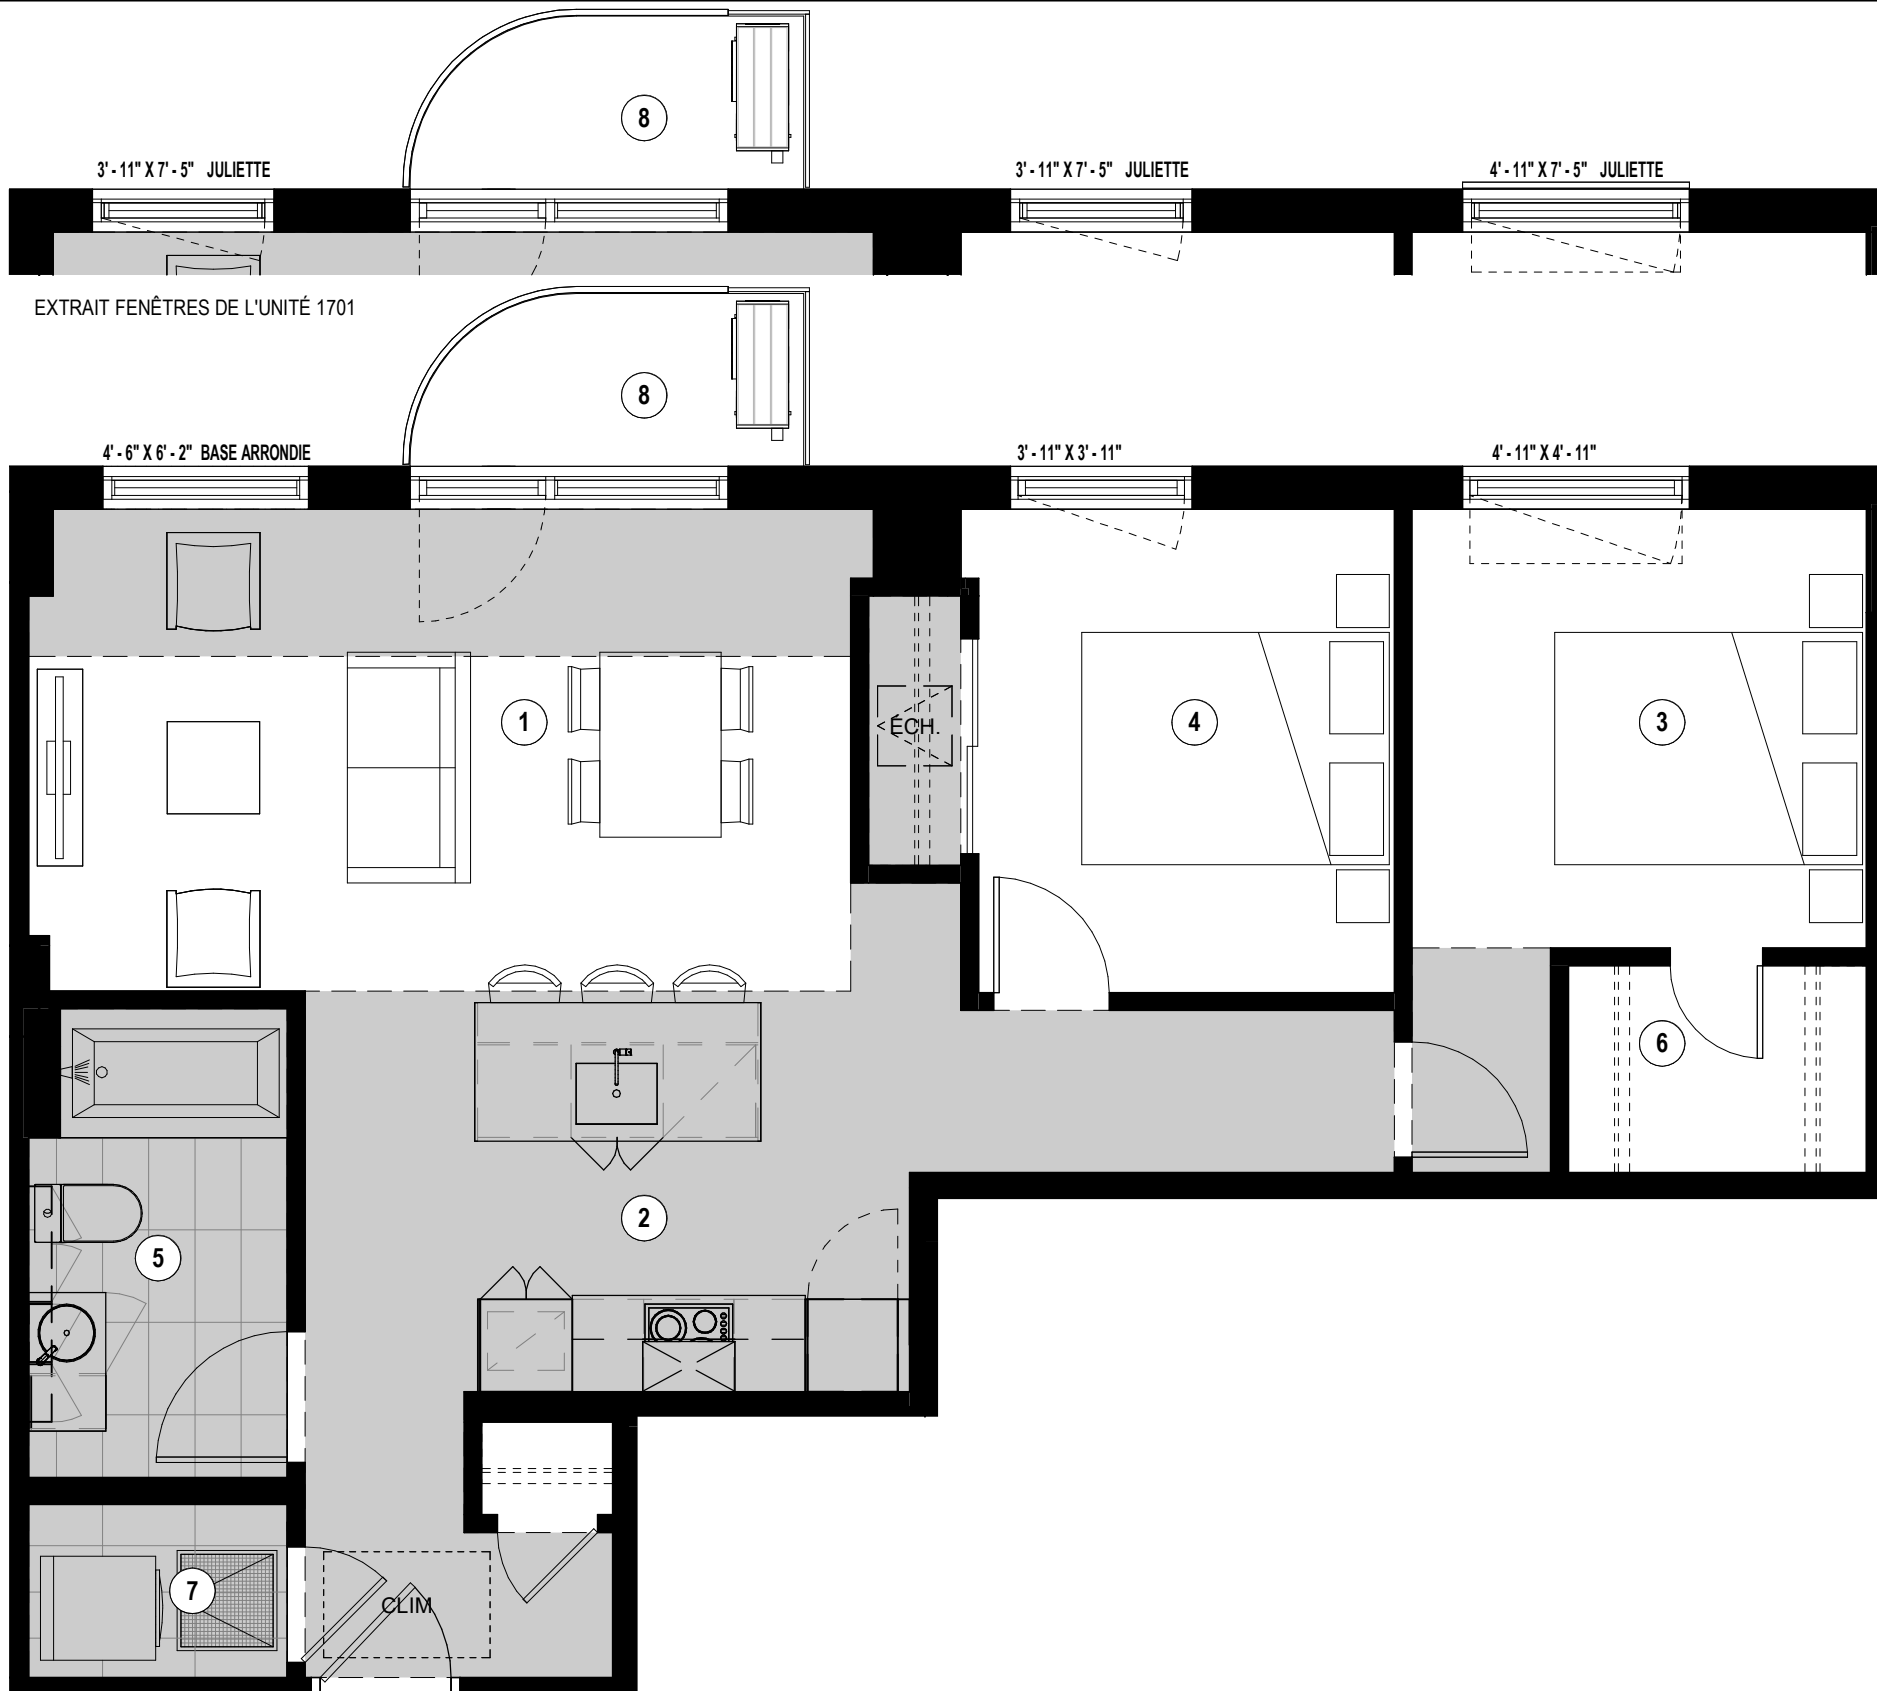 8
3' - 11" X 7' - 5" JULIETTE
3' - 11" X 7' - 5" JULIETTE
4' - 11" X 7' - 5" JULIETTE
EXTRAIT FENÊTRES DE L'UNITÉ 1701
8
4' - 6" X 6' - 2" BASE ARRONDIE
3' - 11" X 3' - 11"
4' - 11" X 4' - 11"
1
ÉCH.
4
3
6
2
5
7
CLIM